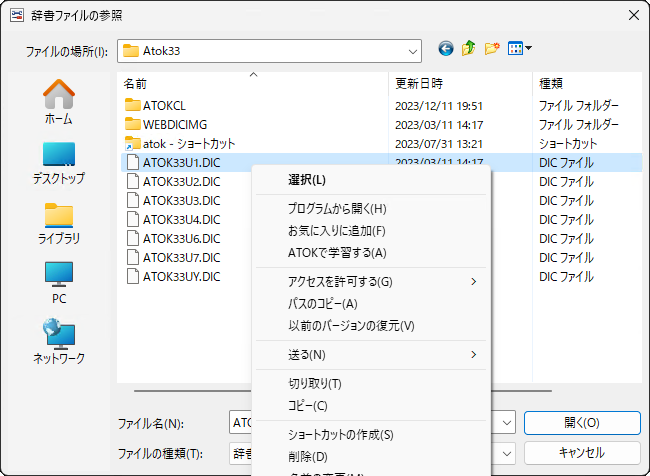 辞書ファイルの参照
ファイルの場所(I):
Atok33
名前
更新日時
種類
ATOKCL
2023/12/11 19:51
ファイル フォルダー
WEBDICIMG
2023/03/11 14:17
ファイル フォルダー
atok - ショートカット
2023/07/31 13:21
ショートカット
ATOK33U1.DIC
2023/03/11 14:17
DIC ファイル
ATOK33U2.DIC
DIC ファイル
ATOK33U3.DIC
DIC ファイル
ATOK33U4.DIC
DIC ファイル
ATOK33U6.DIC
DIC ファイル
ATOK33U7.DIC
DIC ファイル
ATOK33UY.DIC
DIC ファイル
ホーム
デスクトップ
ライブラリ
PC
ネットワーク
選択(L)
プログラムから開く(H)
お気に入りに追加(F)
ATOKで学習する(A)
アクセスを許可する(G)
パスのコピー(A)
以前のバージョンの復元(V)
送る(N)
切り取り(T)
コピー(C)
ショートカットの作成(S)
削除(D)
名前の変更(M)
ファイル名(N):
ATO
開く(O)
ファイルの種類(T):
辞書
キャンセル